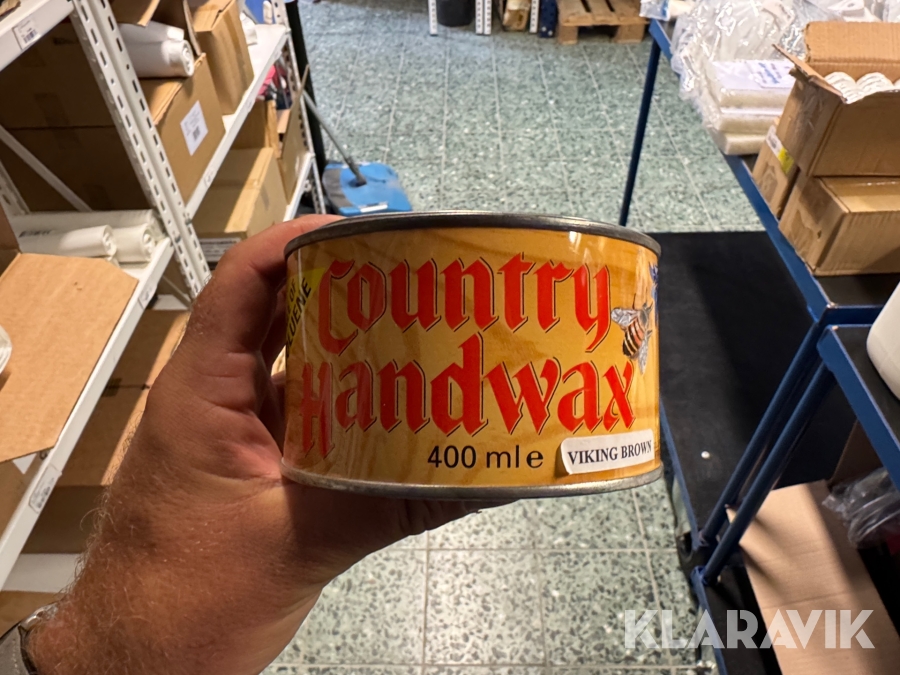 Country
Handwax
400 ml e
VIKING BROWN
KLARAVIK